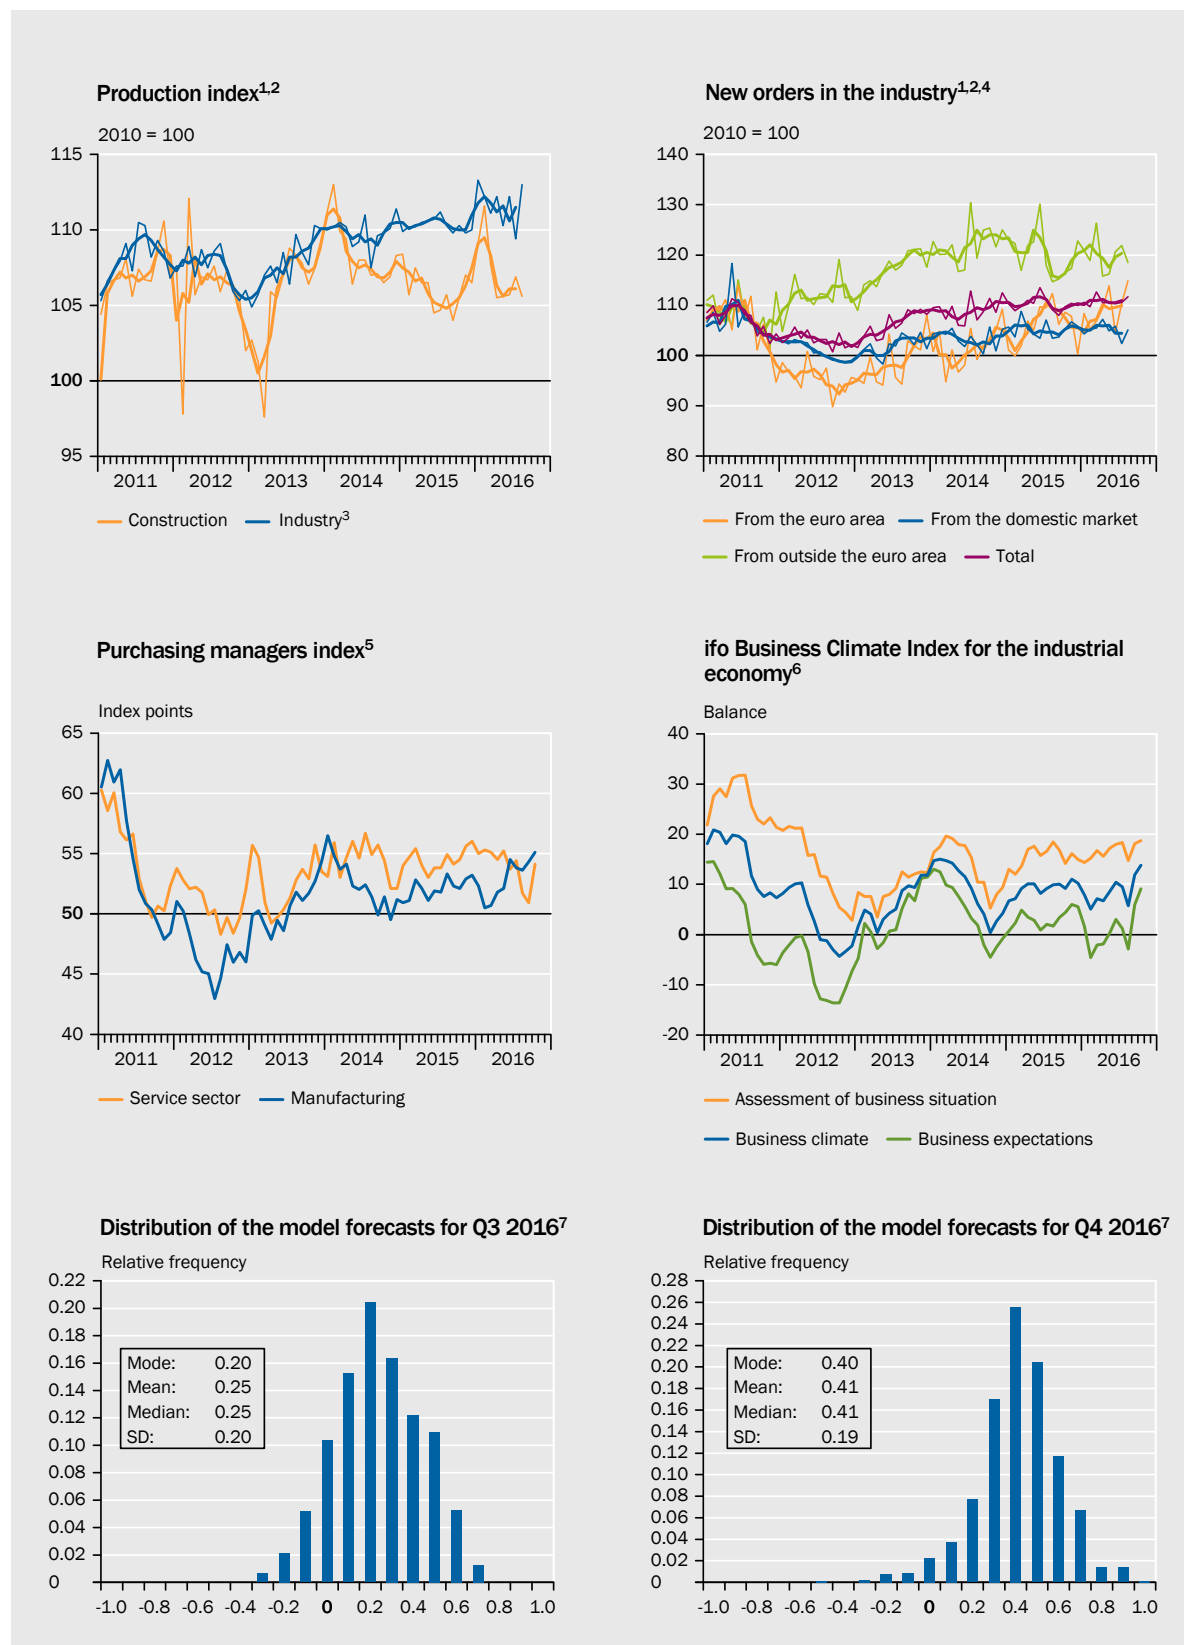 Production index1,2
2010 = 100
115
110
105
100
95
2011 2012 2013 2014 2015 2016
Construction Industry3
New orders in the industry1,2,4
2010 = 100
140
130
120
110
100
90
80
2011 2012 2013 2014 2015 2016
From the euro area From the domestic market
From outside the euro area Total
Purchasing managers index5
Index points
65
60
55
50
45
40
2011 2012 2013 2014 2015 2016
Service sector Manufacturing
ifo Business Climate Index for the industrial
economy6
Balance
40
30
20
10
0
-10
-20
2011 2012 2013 2014 2015 2016
Assessment of business situation
Business climate Business expectations
Distribution of the model forecasts for Q3 20167
Relative frequency
0.22
0.20
0.18
0.16
0.14
0.12
0.10
0.08
0.06
0.04
0.02
0
Mode: 0.20
Mean: 0.25
Median: 0.25
SD: 0.20
-1.0 -0.8 -0.6 -0.4 -0.2 0 0.2 0.4 0.6 0.8 1.0
Distribution of the model forecasts for Q4 20167
Relative frequency
0.28
0.26
0.24
0.22
0.20
0.18
0.16
0.14
0.12
0.10
0.08
0.06
0.04
0.02
0
Mode: 0.40
Mean: 0.41
Median: 0.41
SD: 0.19
-1.0 -0.8 -0.6 -0.4 -0.2 0 0.2 0.4 0.6 0.8 1.0